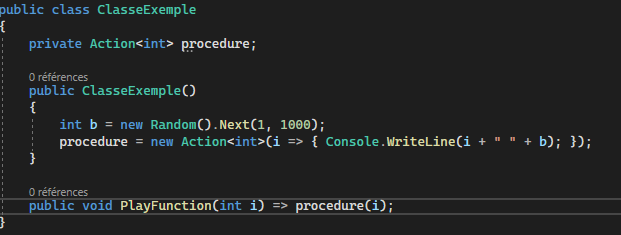 public class ClasseExemple
{
private Action<int> procedure;
0 références
public ClasseExemple()
{
int b = new Random().Next(1, 1000);
procedure = new Action<int>(i => { Console.WriteLine(i + " " + b); });
}
0 références
public void PlayFunction(int i) => procedure(i);
}